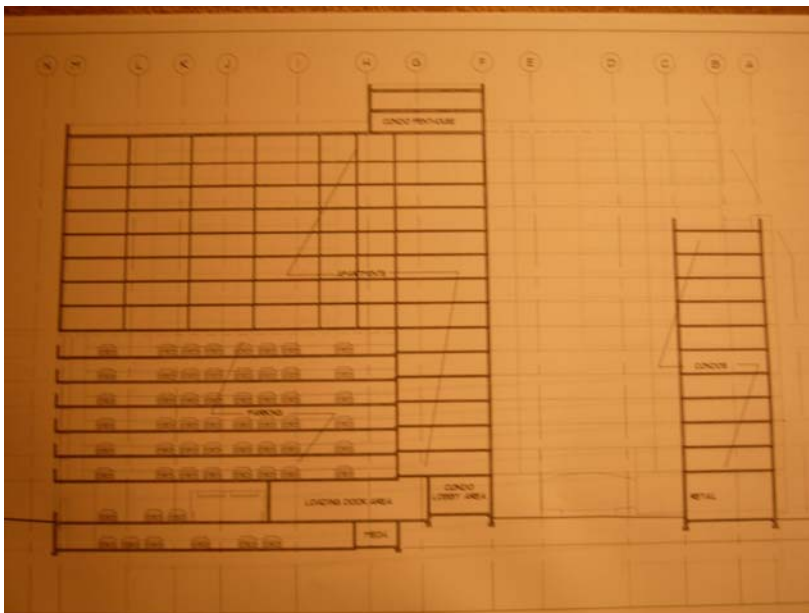 N M L K J I H G F E D C B A
CONDO PENTHOUSE
APARTMENTS
CONDOS
PARKING
LOADING DOCK AREA
CONDO
LOBBY AREA
RETAIL
MECH.